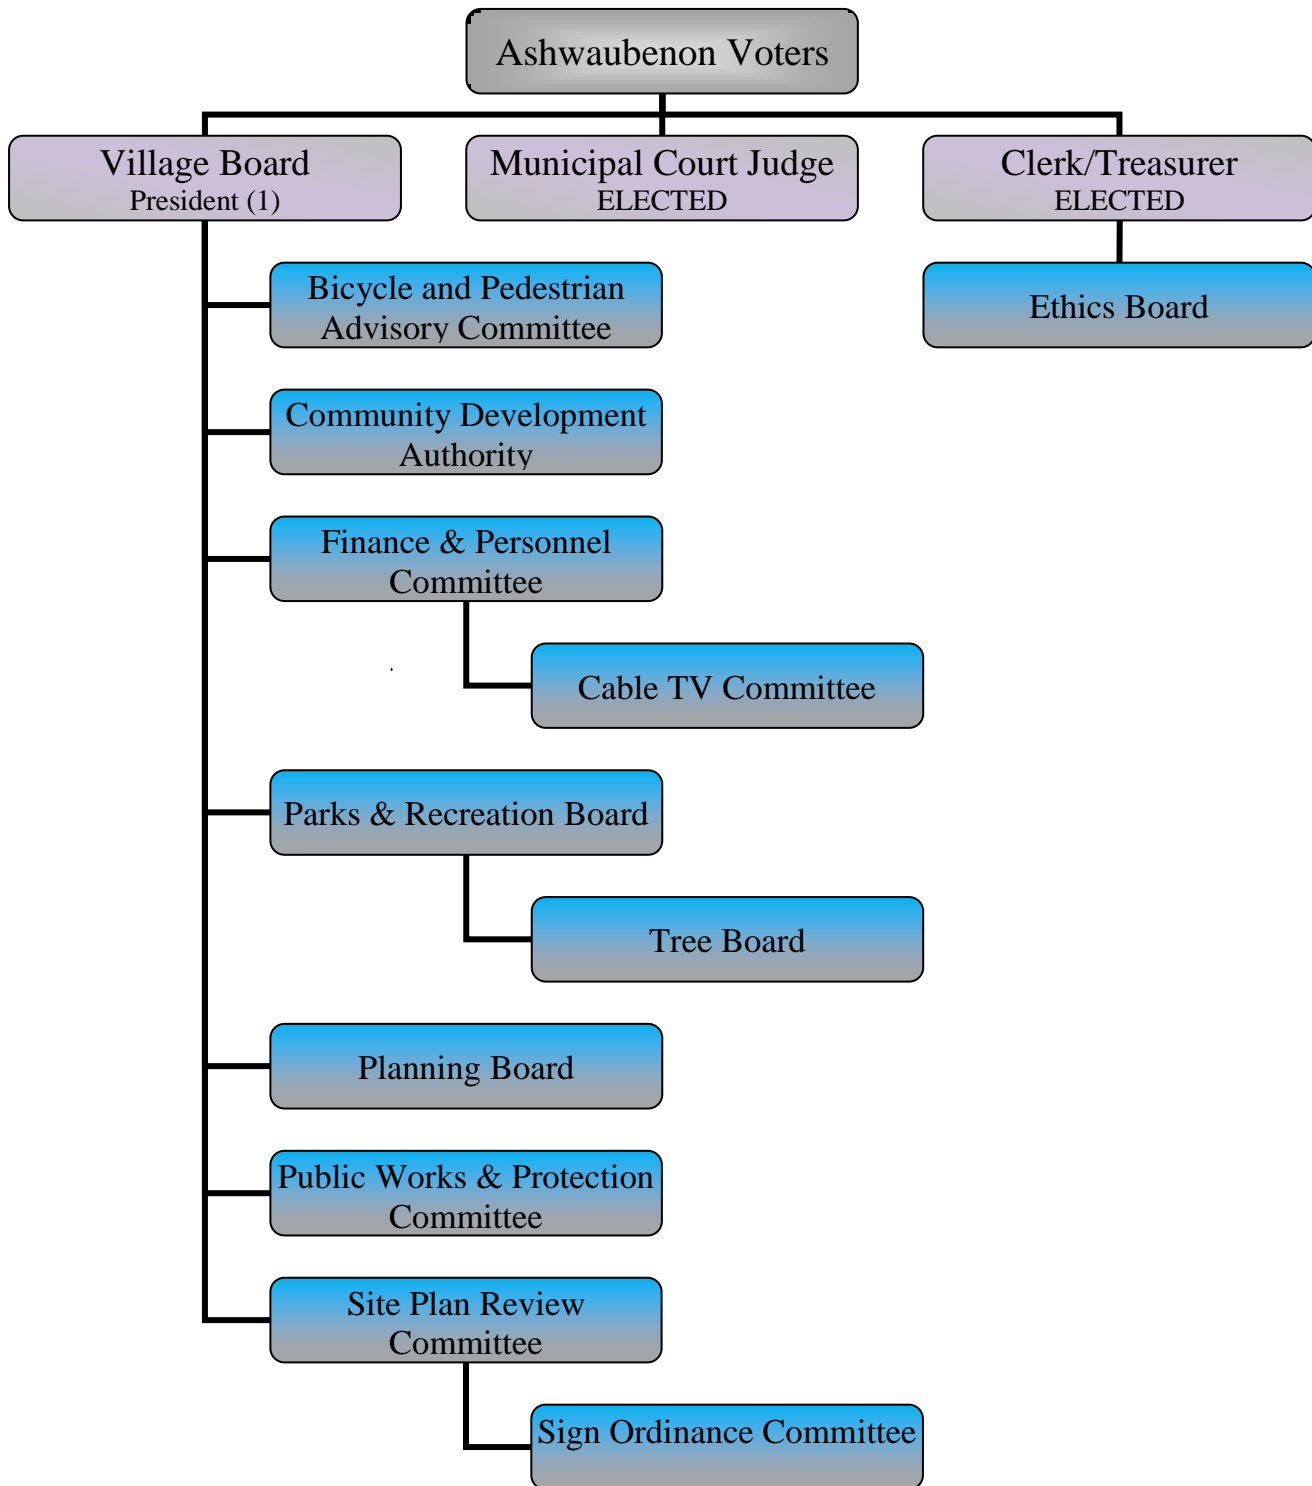 Ashwaubenon Voters
Village Board
President (1)
Municipal Court Judge
ELECTED
Clerk/Treasurer
ELECTED
Bicycle and Pedestrian
Advisory Committee
Ethics Board
Community Development
Authority
Finance & Personnel
Committee
Cable TV Committee
Parks & Recreation Board
Tree Board
Planning Board
Public Works & Protection
Committee
Site Plan Review
Committee
Sign Ordinance Committee